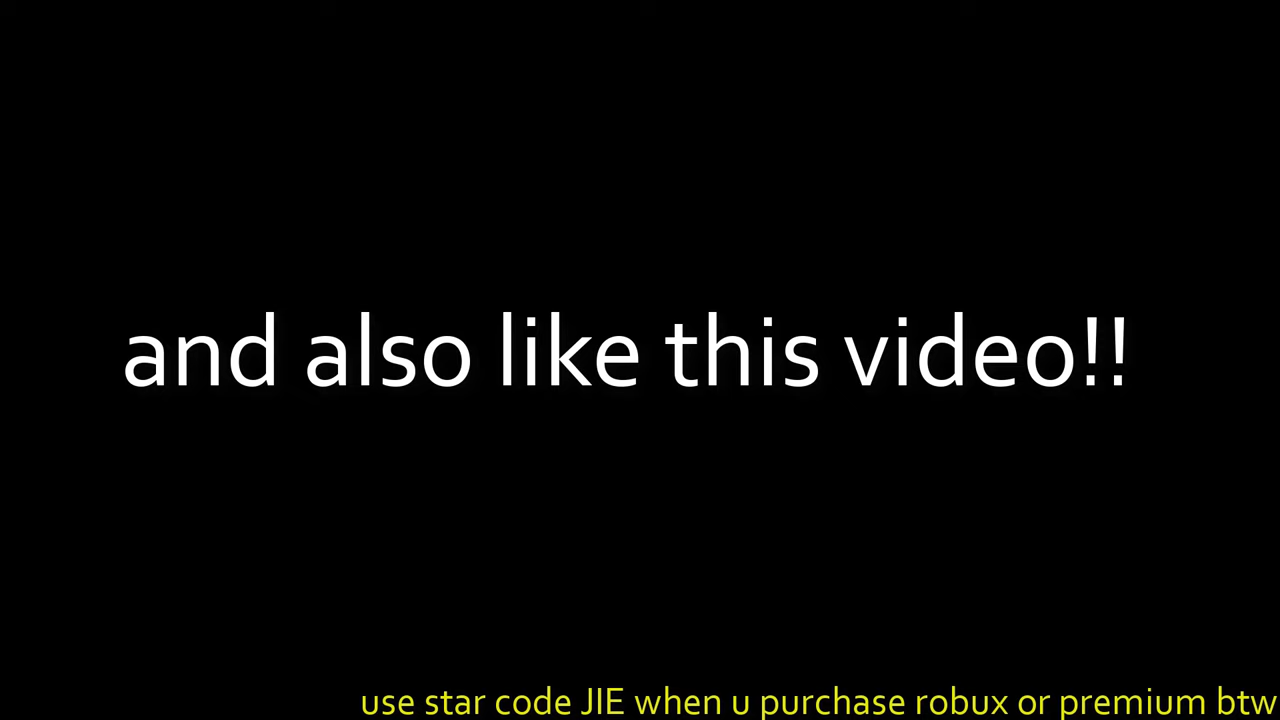 and also like this video!!
use star code JIE when u purchase robux or premium btw